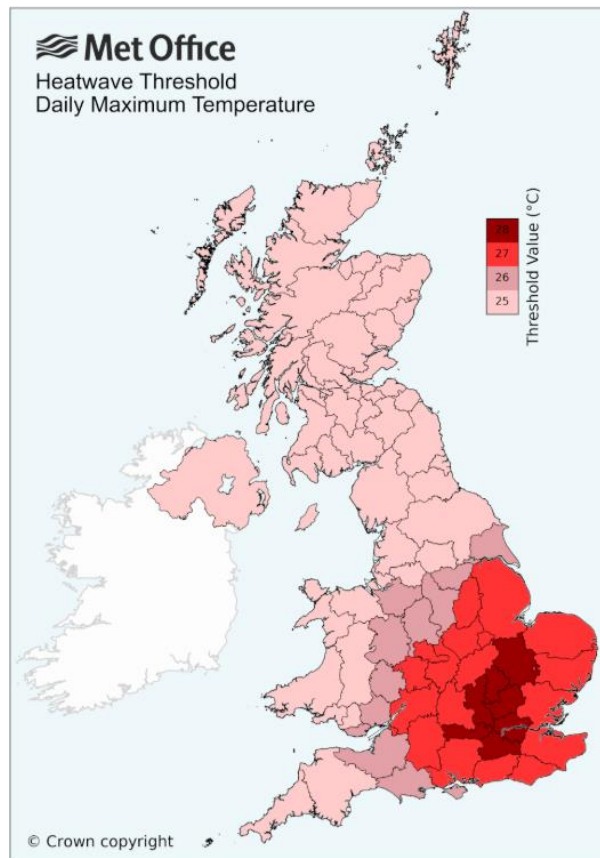 Met Office
Heatwave Threshold
Daily Maximum Temperature
28
27
26
25
Threshold Value (°C)
© Crown copyright